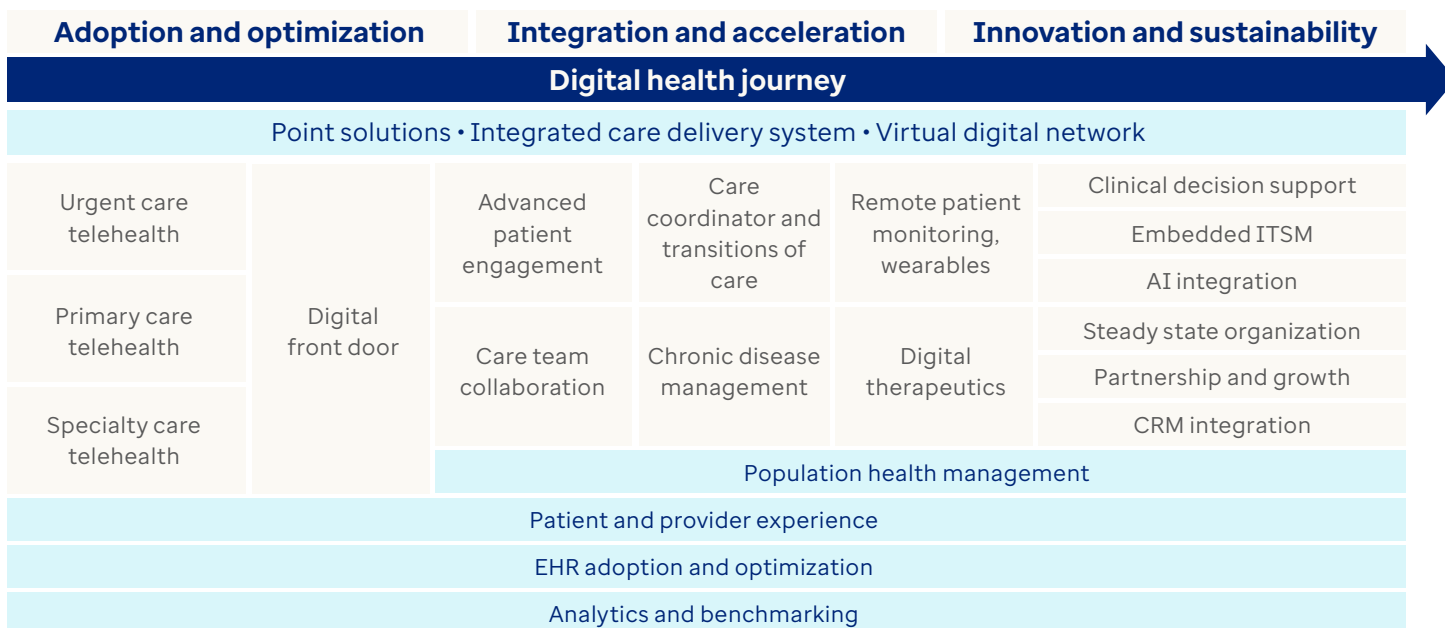 Adoption and optimization
Integration and acceleration
Innovation and sustainability
Digital health journey
Point solutions • Integrated care delivery system • Virtual digital network
Urgent care
telehealth
Primary care
telehealth
Specialty care
telehealth
Digital
front door
Advanced
patient
engagement
Care team
collaboration
Care
coordinator and
transitions of
care
Chronic disease
management
Remote patient
monitoring,
wearables
Digital
therapeutics
Clinical decision support
Embedded ITSM
AI integration
Steady state organization
Partnership and growth
CRM integration
Population health management
Patient and provider experience
EHR adoption and optimization
Analytics and benchmarking